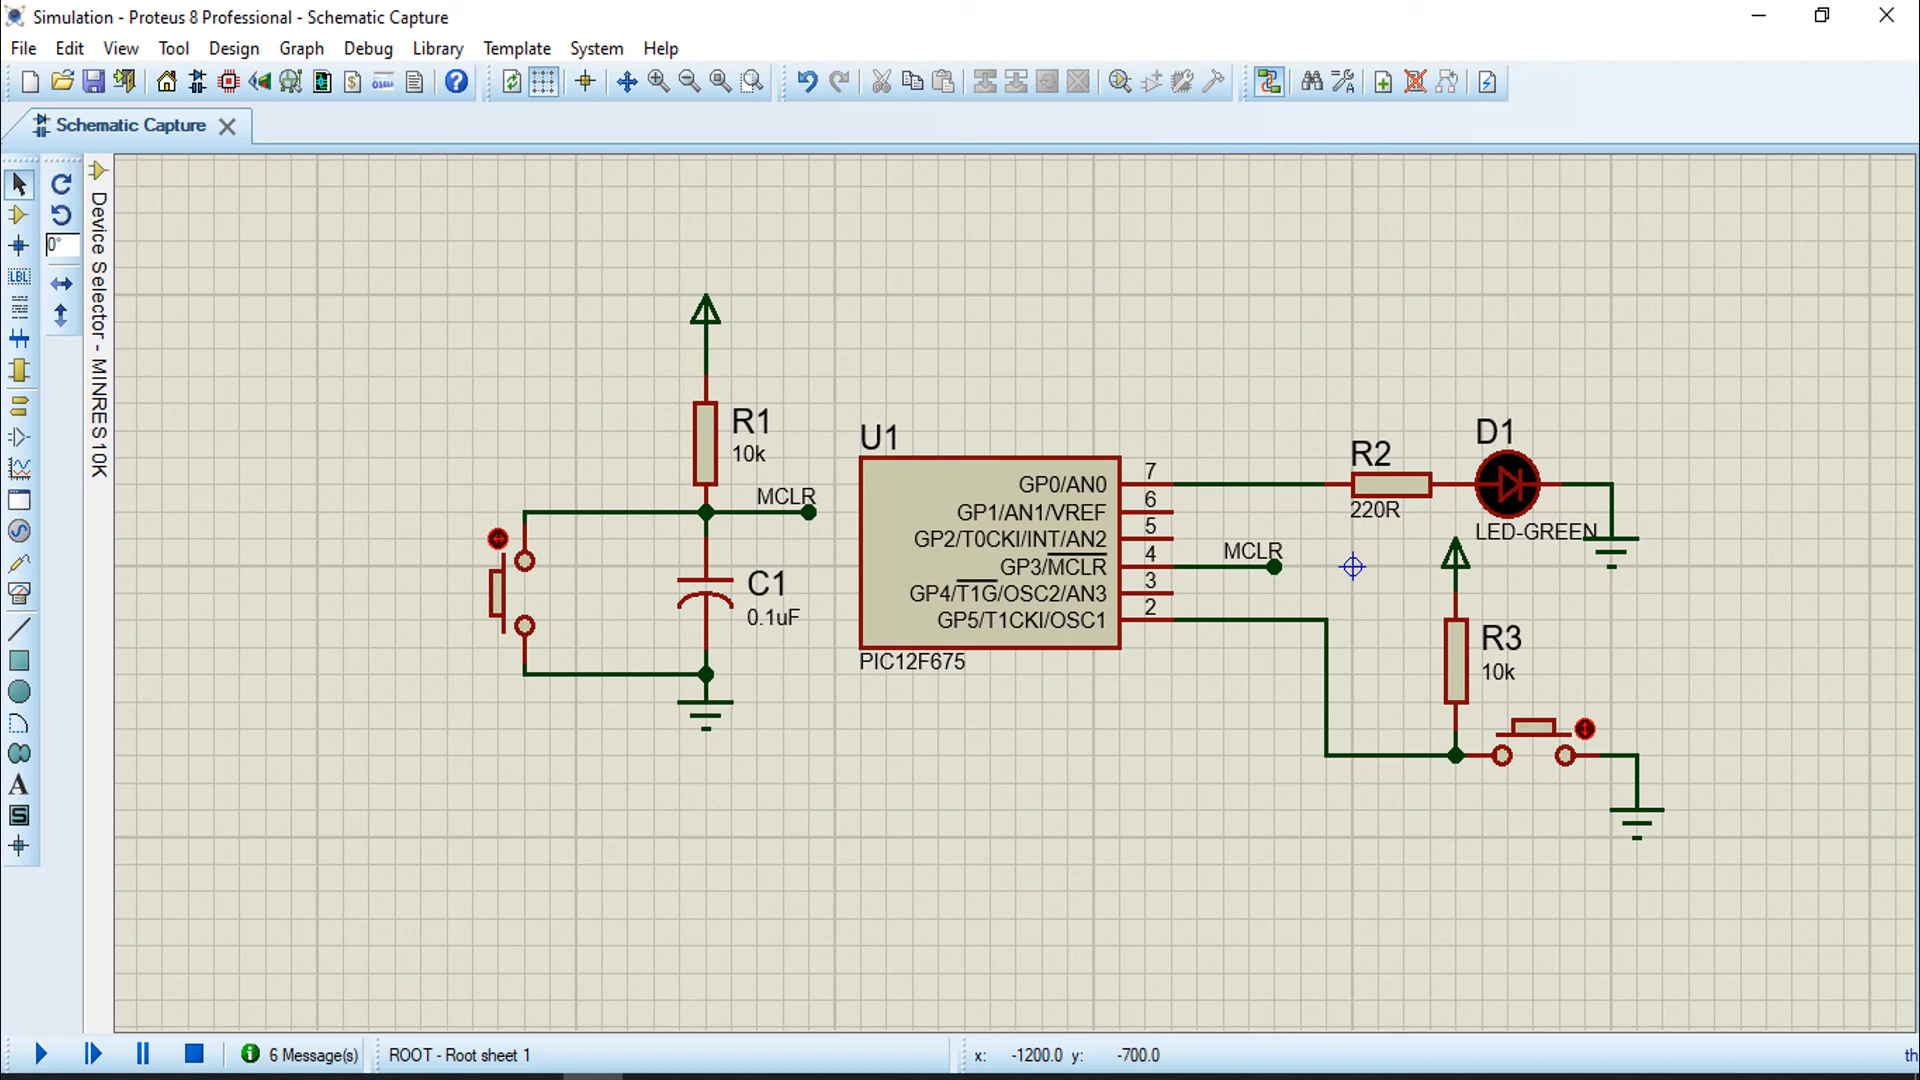 Simulation - Proteus 8 Professional - Schematic Capture
File Edit View Tool Design Graph Debug Library Template System Help
Schematic Capture
0°
LBL
Device Selector - MINRES10K
R1
10k
MCLR
C1
0.1uF
U1
GP0/AN0 7
GP1/AN1/VREF 6
GP2/T0CKI/INT/AN2 5
GP3/MCLR 4
GP4/T1G/OSC2/AN3 3
GP5/T1CKI/OSC1 2
PIC12F675
MCLR
R2
220R
D1
LED-GREEN
R3
10k
6 Message(s) ROOT - Root sheet 1 x: -1200.0 y: -700.0 th